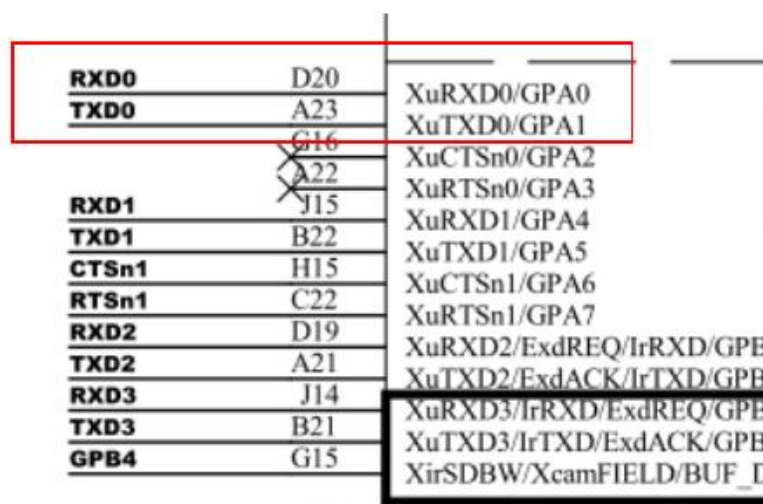 RXD0 D20 XuRXD0/GPA0
TXD0 A23 XuTXD0/GPA1
G16 XuCTSn0/GPA2
A22 XuRTSn0/GPA3
RXD1 J15 XuRXD1/GPA4
TXD1 B22 XuTXD1/GPA5
CTSn1 H15 XuCTSn1/GPA6
RTSn1 C22 XuRTSn1/GPA7
RXD2 D19 XuRXD2/ExdREQ/IrRXD/GPB
TXD2 A21 XuTXD2/ExdACK/IrTXD/GPB
RXD3 J14 XuRXD3/IrRXD/ExdREQ/GPB
TXD3 B21 XuTXD3/IrTXD/ExdACK/GPB
GPB4 G15 XirSDBW/XcamFIELD/BUF_D